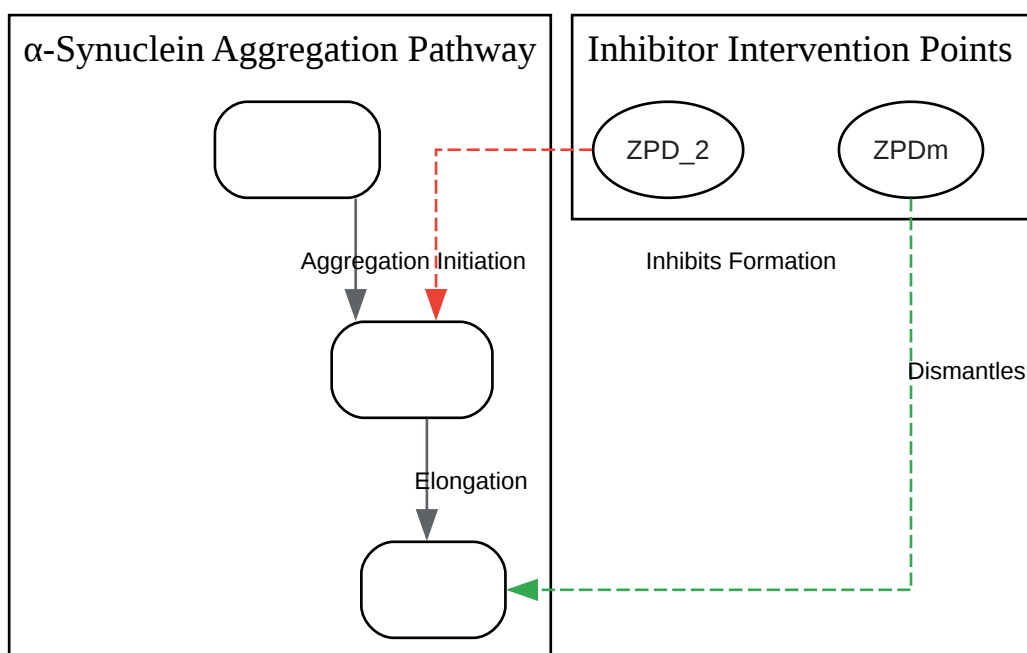 α-Synuclein Aggregation Pathway
Inhibitor Intervention Points
ZPD_2
ZPDm
Aggregation Initiation
Inhibits Formation
Dismantles
Elongation